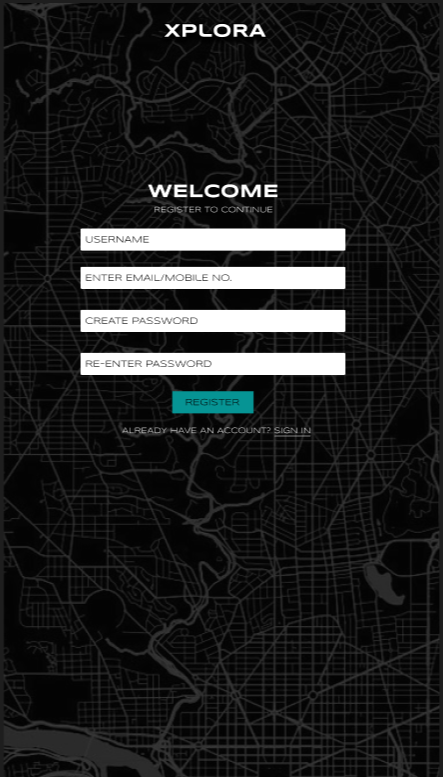 XPLORA
WELCOME
REGISTER TO CONTINUE
USERNAME
ENTER EMAIL/MOBILE NO.
CREATE PASSWORD
RE-ENTER PASSWORD
REGISTER
ALREADY HAVE AN ACCOUNT? SIGN IN